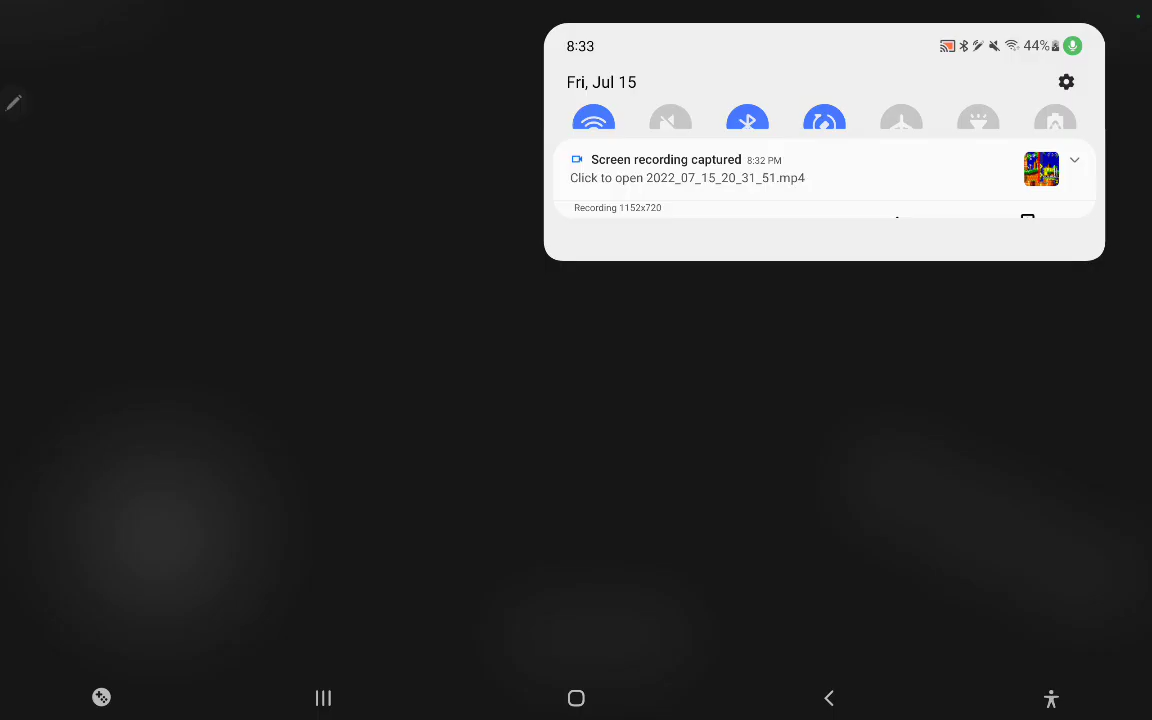 8:33
44%
Fri, Jul 15
Screen recording captured 8:32 PM
Click to open 2022_07_15_20_31_51.mp4
Recording 1152x720